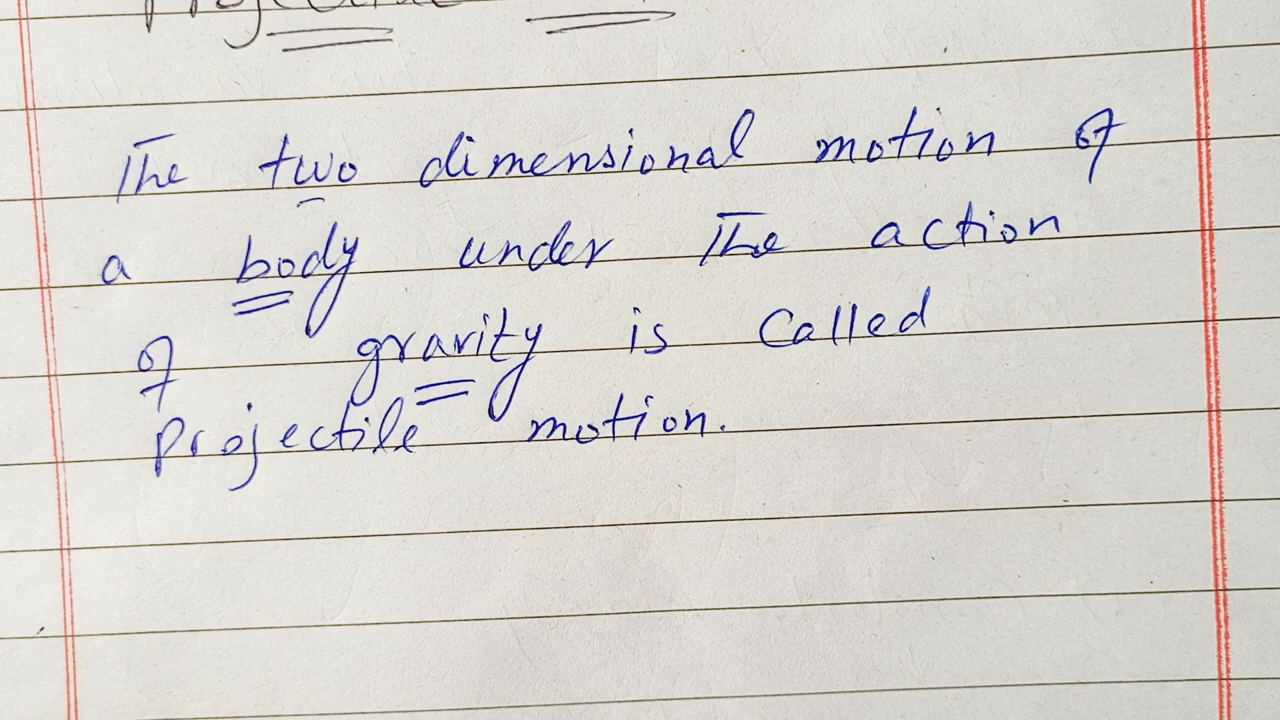 The two dimensional motion of
a body under The action
of gravity is Called
Projectile motion.